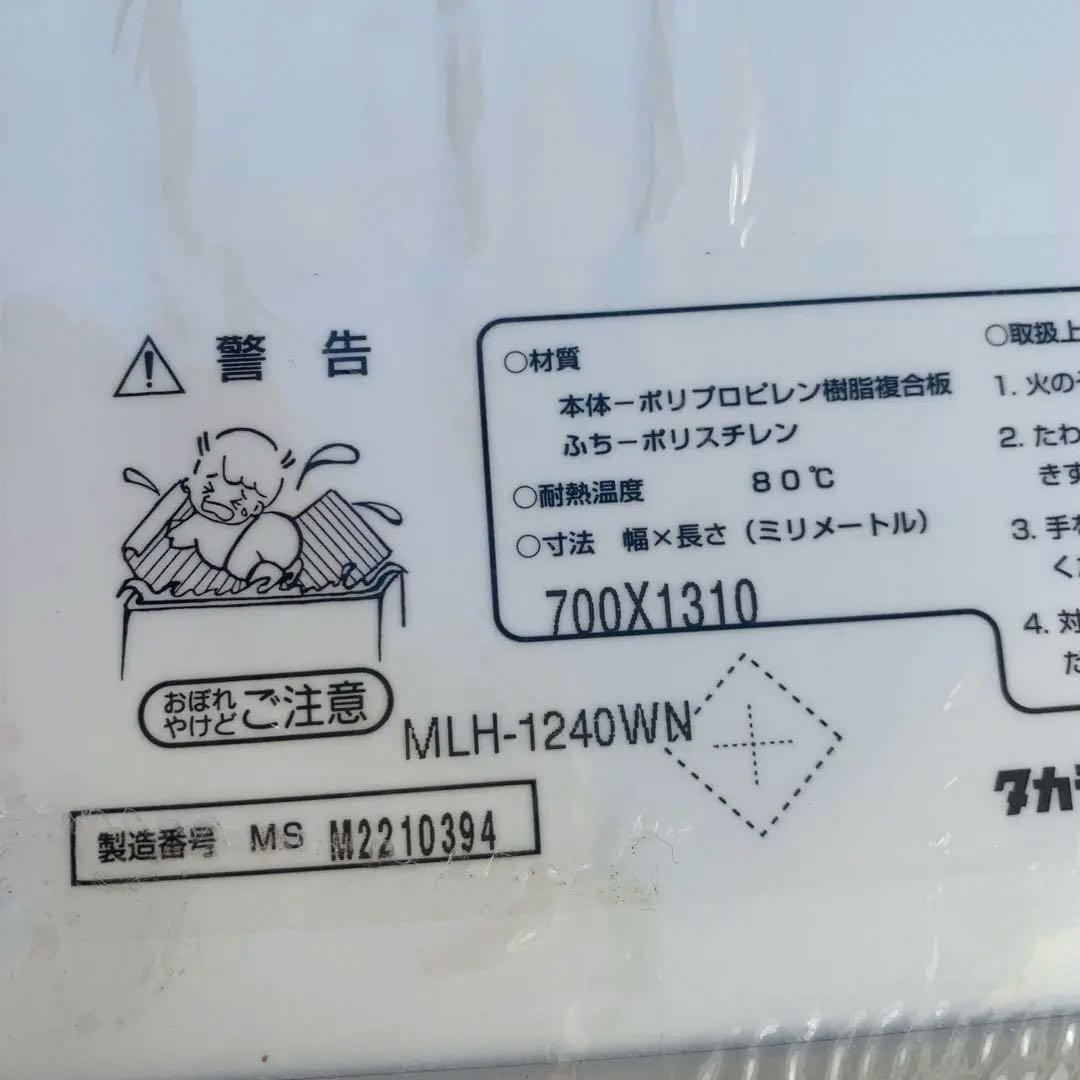 警告
○材質
本体－ポリプロピレン樹脂複合板
ふち－ポリスチレン
○耐熱温度 80℃
○寸法 幅×長さ（ミリメートル）
700X1310
○取扱上
1. 火の
2. たわ
きず
3. 手
く
4. 対
だ
おぼれ
やけど
ご注意
MLH-1240WN
タカラ
製造番号 MS M2210394